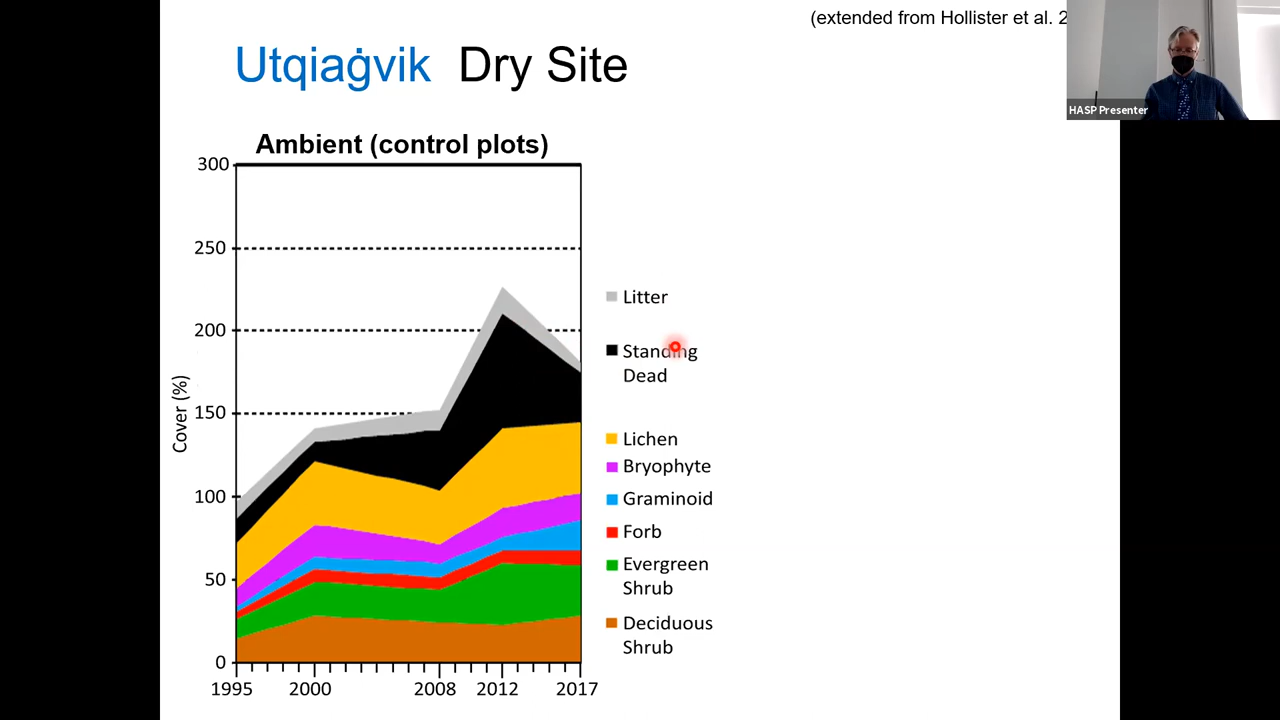 (extended from Hollister et al. 2
HASP Presenter
Utqiaġvik Dry Site
Ambient (control plots)
300
250
200
150
100
50
0
Cover (%)
1995 2000 2008 2012 2017
Litter
Standing
Dead
Lichen
Bryophyte
Graminoid
Forb
Evergreen
Shrub
Deciduous
Shrub